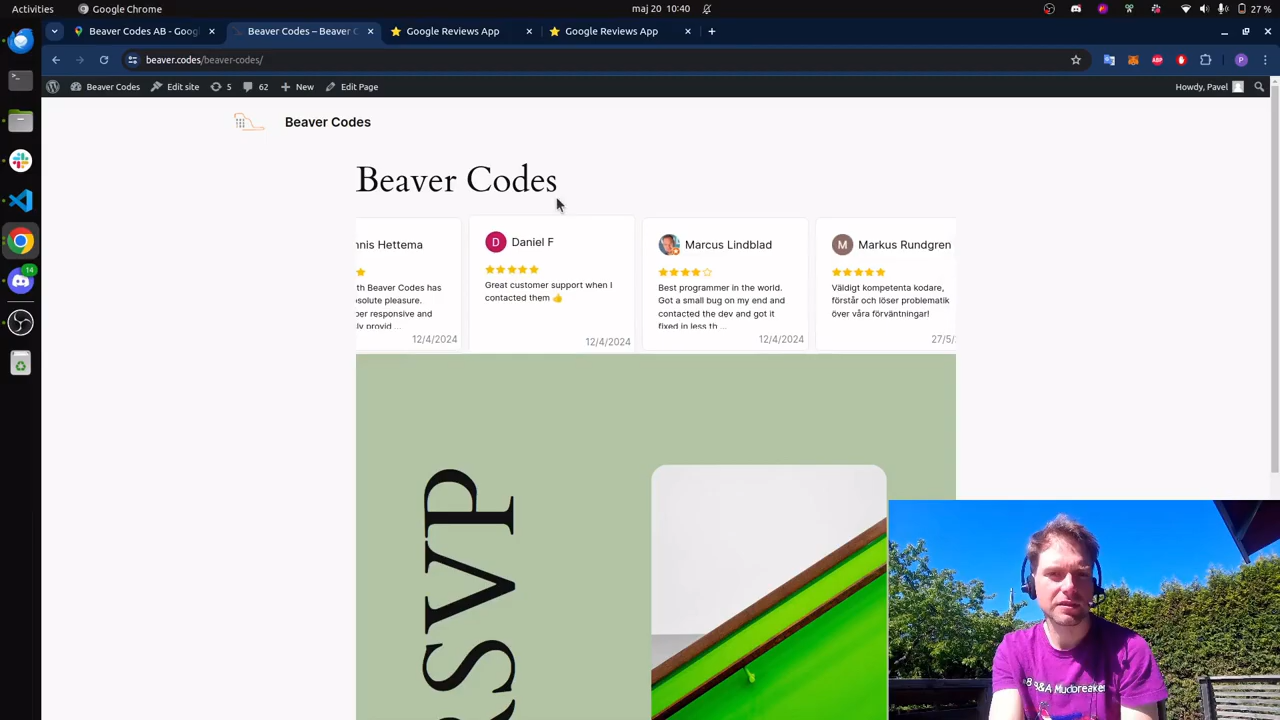 Activities
Google Chrome
maj 20 10:40
27 %
Beaver Codes AB - Goog
Beaver Codes – Beaver C
Google Reviews App
Google Reviews App
beaver.codes/beaver-codes/
P
Beaver Codes
Edit site
5
62
New
Edit Page
Howdy, Pavel
Beaver Codes
Beaver Codes
nnis Hettema
th Beaver Codes has
solute pleasure.
per responsive and
ly provid ...
12/4/2024
D
Daniel F
Great customer support when I
contacted them 👍
12/4/2024
Marcus Lindblad
Best programmer in the world.
Got a small bug on my end and
contacted the dev and got it
fixed in less th ...
12/4/2024
M
Markus Rundgren
Väldigt kompetenta kodare,
förstår och löser problematik
över våra förväntningar!
27/5/
14
RSVP